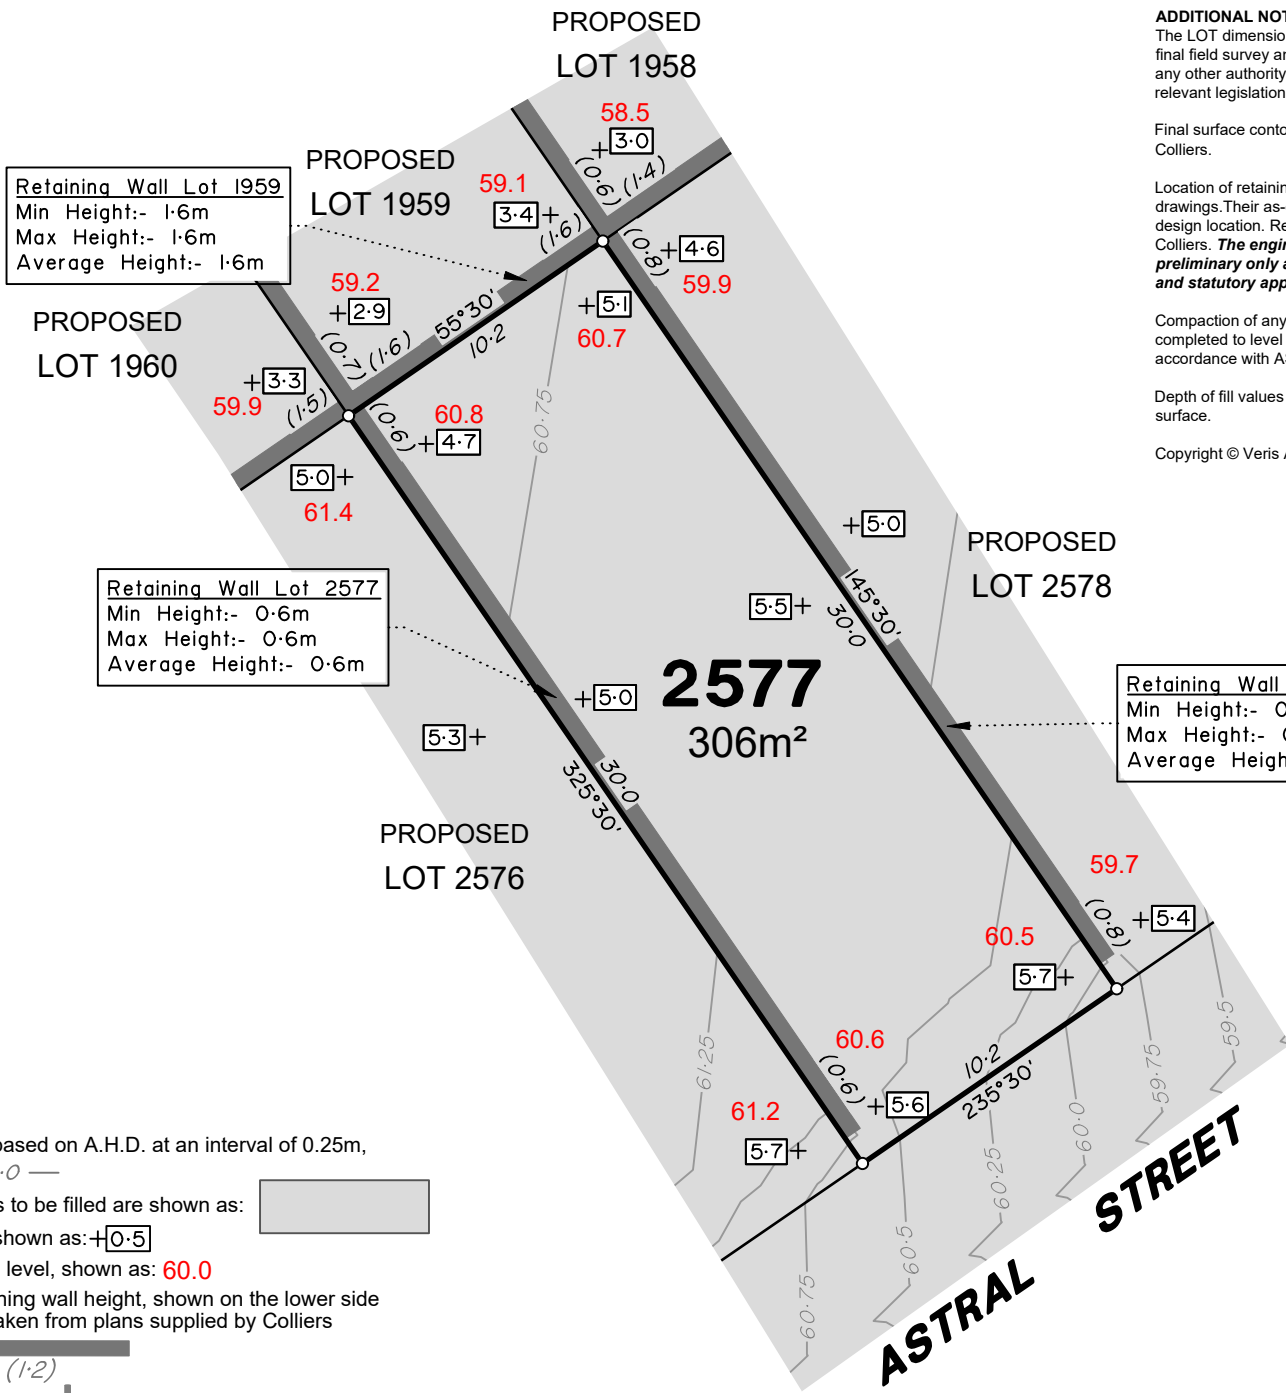 PROPOSED
LOT 1958
ADDITIONAL NOT
The LOT dimensio
final field survey an
any other authority
relevant legislation
Final surface conto
Colliers.
Location of retainin
drawings.Their as-
design location. Re
Colliers. The engin
preliminary only a
and statutory app
Compaction of any
completed to level
accordance with A
Depth of fill values
surface.
Copyright © Veris A
58.5
3·0
(0·6)
(1·4)
PROPOSED
LOT 1959
59.1
3·4
(1·6)
Retaining Wall Lot 1959
Min Height:- 1·6m
Max Height:- 1·6m
Average Height:- 1·6m
(0·8)
4·6
59.9
59.2
2·9
(0·7)
(1·6)
55°30'
10·2
5·1
60.7
PROPOSED
LOT 1960
3·3
59.9
(1·5)
(0·6)
60.8
4·7
60·75
5·0
61.4
5·0
PROPOSED
LOT 2578
145°30'
30·0
5·5
Retaining Wall Lot 2577
Min Height:- 0·6m
Max Height:- 0·6m
Average Height:- 0·6m
2577
306m²
5·0
5·3
30·0
325°30'
Retaining Wall
Min Height:- 0
Max Height:-
Average Heigh
PROPOSED
LOT 2576
59.7
(0·8)
5·4
60.5
5·7
60.6
(0·6)
5·6
61.2
5·7
10·2
235°30'
61·25
60·75
60·5
60·25
60·0
59·75
59·5
ASTRAL STREET
based on A.H.D. at an interval of 0.25m,
·0
s to be filled are shown as:
shown as:+0·5
level, shown as: 60.0
ning wall height, shown on the lower side
aken from plans supplied by Colliers
(1·2)